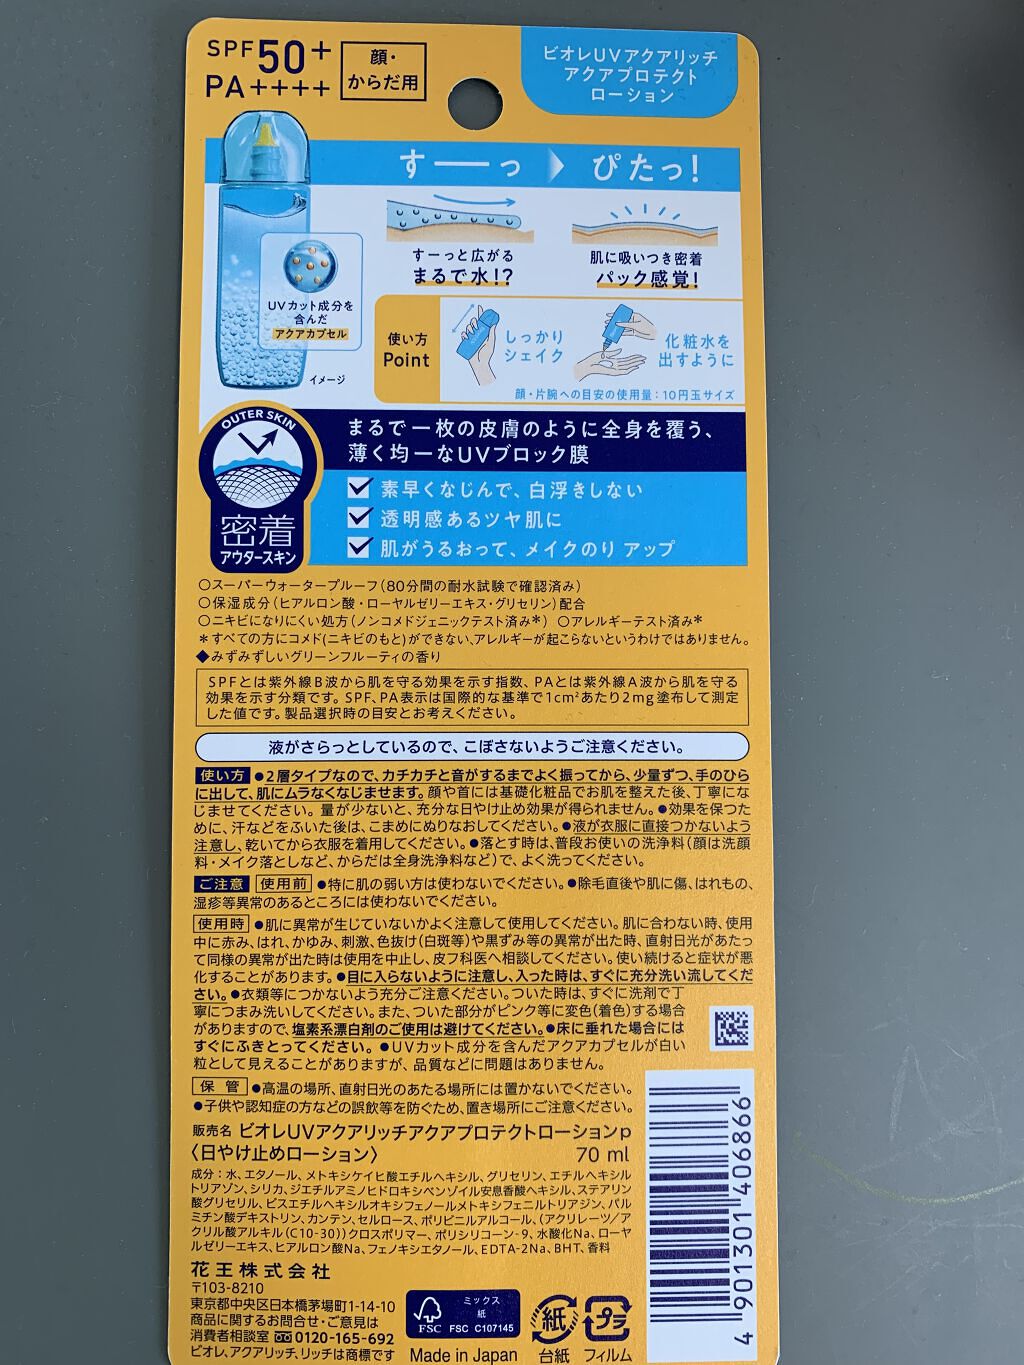 SPF50+
PA++++
顔・
からだ用
ビオレUVアクアリッチ
アクアプロテクト
ローション
すーーっ ぴたっ!
すーっと広がる
まるで水!?
肌に吸いつき密着
パック感覚!
UVカット成分を
含んだ
アクアカプセル
イメージ
使い方
Point
しっかり
シェイク
化粧水を
出すように
顔・片腕への目安の使用量:10円玉サイズ
OUTER SKIN
密着
アウタースキン
まるで一枚の皮膚のように全身を覆う、
薄く均一なUVブロック膜
素早くなじんで、白浮きしない
透明感あるツヤ肌に
肌がうるおって、メイクのり アップ
○スーパーウォータープルーフ(80分間の耐水試験で確認済み)
○保湿成分(ヒアルロン酸・ローヤルゼリーエキス・グリセリン)配合
○ニキビになりにくい処方(ノンコメドジェニックテスト済み*) ○アレルギーテスト済み*
*すべての方にコメド(ニキビのもと)ができない、アレルギーが起こらないというわけではありません。
◆みずみずしいグリーンフルーティの香り
SPFとは紫外線B波から肌を守る効果を示す指数、PAとは紫外線A波から肌を守る
効果を示す分類です。SPF、PA表示は国際的な基準で1cm²あたり2mg塗布して測定
した値です。製品選択時の目安とお考えください。
液がさらっとしているので、こぼさないようご注意ください。
使い方 ●2層タイプなので、カチカチと音がするまでよく振ってから、少量ずつ、手のひら
に出して、肌にムラなくなじませます。顔や首には基礎化粧品でお肌を整えた後、丁寧にな
じませてください。量が少ないと、充分な日やけ止め効果が得られません。●効果を保つた
めに、汗などをふいた後は、こまめにぬりなおしてください。●液が衣服に直接つかないよう
注意し、乾いてから衣服を着用してください。●落とす時は、普段お使いの洗浄料(顔は洗顔
料・メイク落としなど、からだは全身洗浄料など)で、よく洗ってください。
ご注意 使用前 ●特に肌の弱い方は使わないでください。●除毛直後や肌に傷、はれもの、
湿疹等異常のあるところには使わないでください。
使用時 ●肌に異常が生じていないかよく注意して使用してください。肌に合わない時、使用
中に赤み、はれ、かゆみ、刺激、色抜け(白斑等)や黒ずみ等の異常が出た時、直射日光があたっ
て同様の異常が出た時は使用を中止し、皮フ科医へ相談してください。使い続けると症状が悪
化することがあります。●目に入らないように注意し、入った時は、すぐに充分洗い流してくだ
さい。●衣類等につかないよう充分ご注意ください。ついた時は、すぐに洗剤で丁
寧につまみ洗いしてください。また、ついた部分がピンク等に変色(着色)する場合
がありますので、塩素系漂白剤のご使用は避けてください。●床に垂れた場合には
すぐにふきとってください。●UVカット成分を含んだアクアカプセルが白い
粒として見えることがありますが、品質などに問題はありません。
保 管 ●高温の場所、直射日光のあたる場所には置かないでください。
●子供や認知症の方などの誤飲等を防ぐため、置き場所にご注意ください。
販売名 ビオレUVアクアリッチアクアプロテクトローションp
〈日やけ止めローション〉 70 ml
成分:水、エタノール、メトキシケイヒ酸エチルヘキシル、グリセリン、エチルヘキシル
トリアゾン、シリカ、ジエチルアミノヒドロキシベンゾイル安息香酸ヘキシル、ステアリン
酸グリセリル、ビスエチルヘキシルオキシフェノールメトキシフェニルトリアジン、パル
ミチン酸デキストリン、カンテン、セルロース、ポリビニルアルコール、(アクリレーツ/ア
クリル酸アルキル(C10-30))クロスポリマー、ポリシリコーン-9、水酸化Na、ローヤ
ルゼリーエキス、ヒアルロン酸Na、フェノキシエタノール、EDTA-2Na、BHT、香料
花王株式会社
〒103-8210
東京都中央区日本橋茅場町1-14-10
商品に関するお問合せ・ご意見は
消費者相談室 0120-165-692
ビオレ、アクアリッチ、リッチは商標です
FSC
ミックス
紙
FSC C107145
Made in Japan
紙
台紙
プラ
フィルム
4 901301 406866